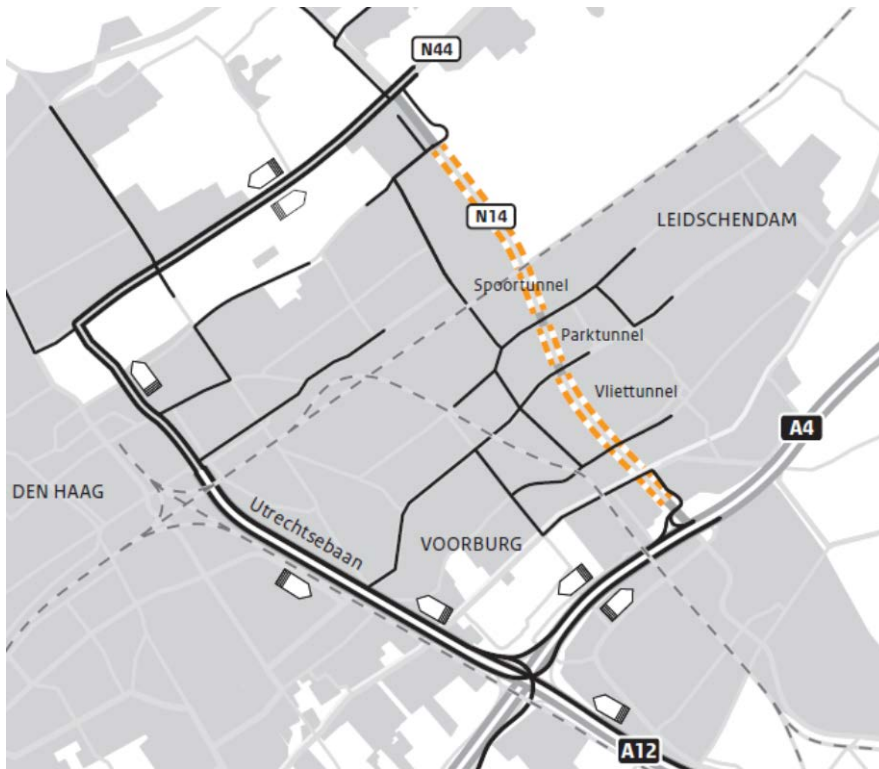 N44
N14
LEIDSCHENDAM
Spoortunnel
Parktunnel
Vliettunnel
A4
DEN HAAG
Utrechtsebaan
VOORBURG
A12